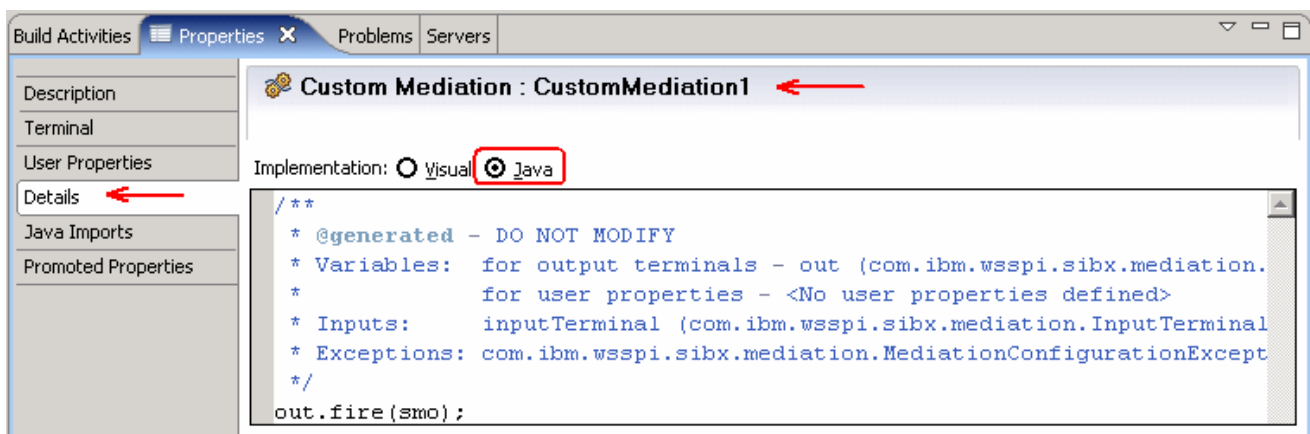 Build Activities Properties Problems Servers
Description
Terminal
User Properties
Details
Java Imports
Promoted Properties
Custom Mediation : CustomMediation1
Implementation: Visual Java
/**
* @generated - DO NOT MODIFY
* Variables: for output terminals - out (com.ibm.wsspi.sibx.mediation.
* for user properties - <No user properties defined>
* Inputs: inputTerminal (com.ibm.wsspi.sibx.mediation.InputTerminal
* Exceptions: com.ibm.wsspi.sibx.mediation.MediationConfigurationExcept
*/
out.fire(smo);